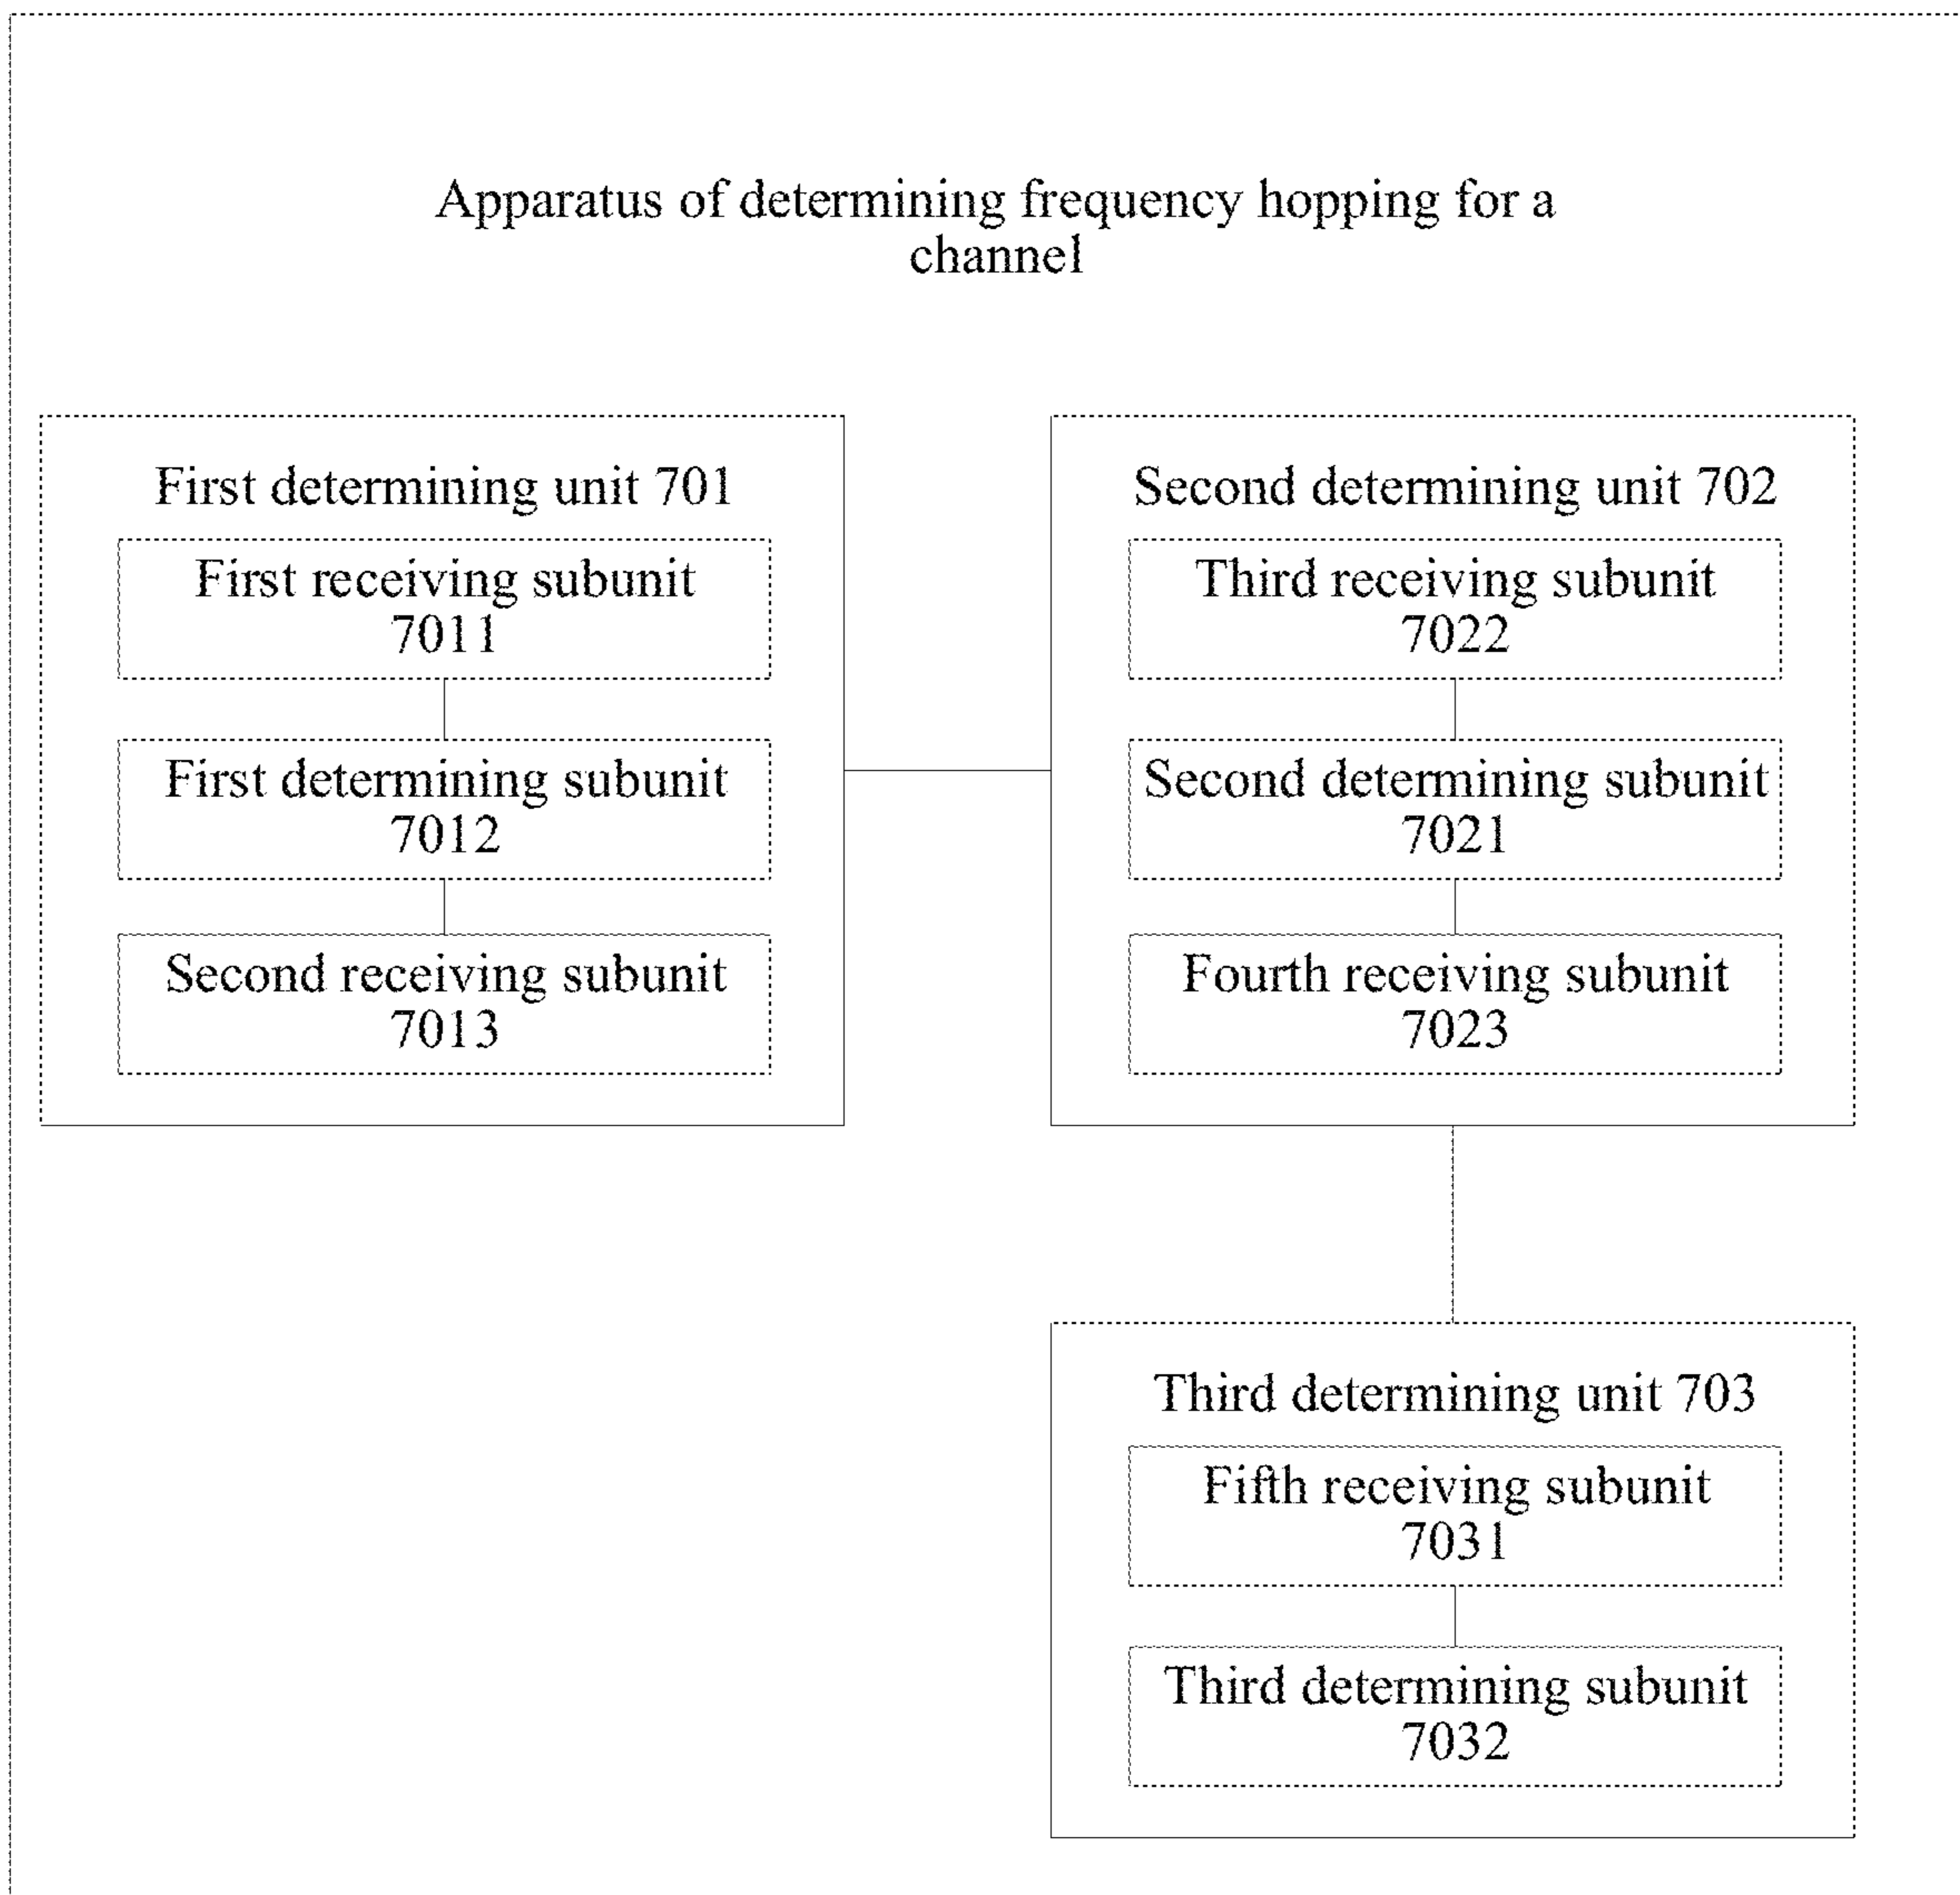 Apparatus of determining frequency hopping for a
channel
First determining unit 701
First receiving subunit
7011
First determining subunit
7012
Second receiving subunit
7013
Second determining unit 702
Third receiving subunit
7022
Second determining subunit
7021
Fourth receiving subunit
7023
Third determining unit 703
Fifth receiving subunit
7031
Third determining subunit
7032